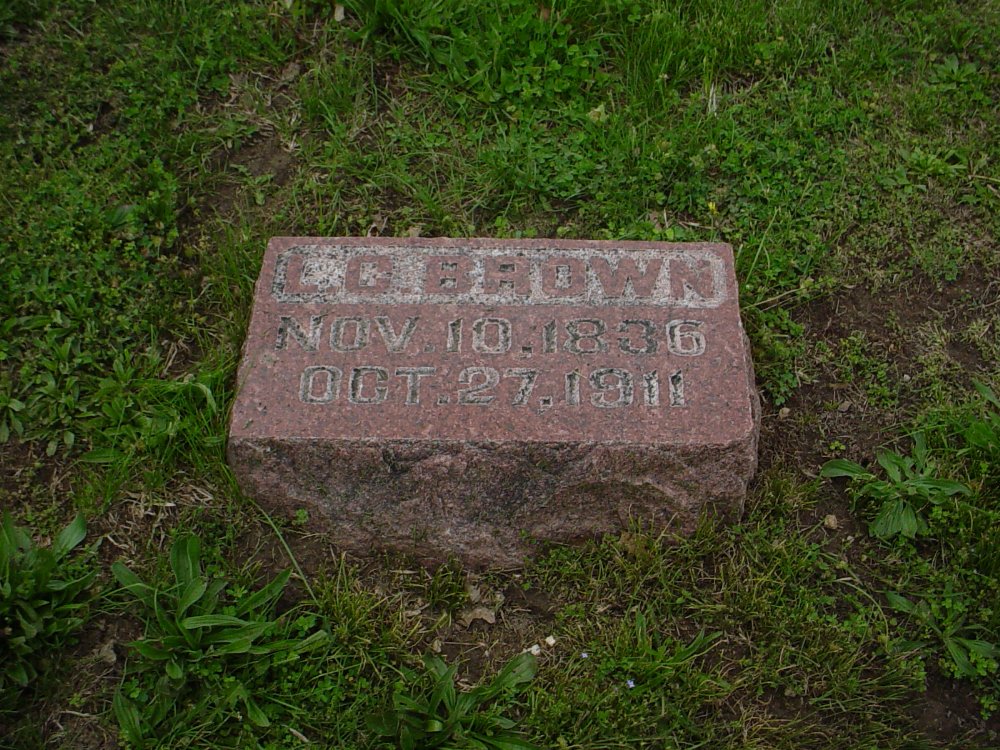 L G BROWN
NOV. 10. 1836
OCT. 27, 1911